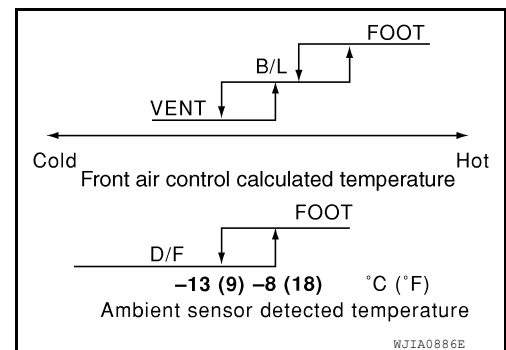 FOOT
B/L
VENT
Cold
Hot
Front air control calculated temperature
FOOT
D/F
–13 (9) –8 (18) °C (°F)
Ambient sensor detected temperature
WJIA0886E